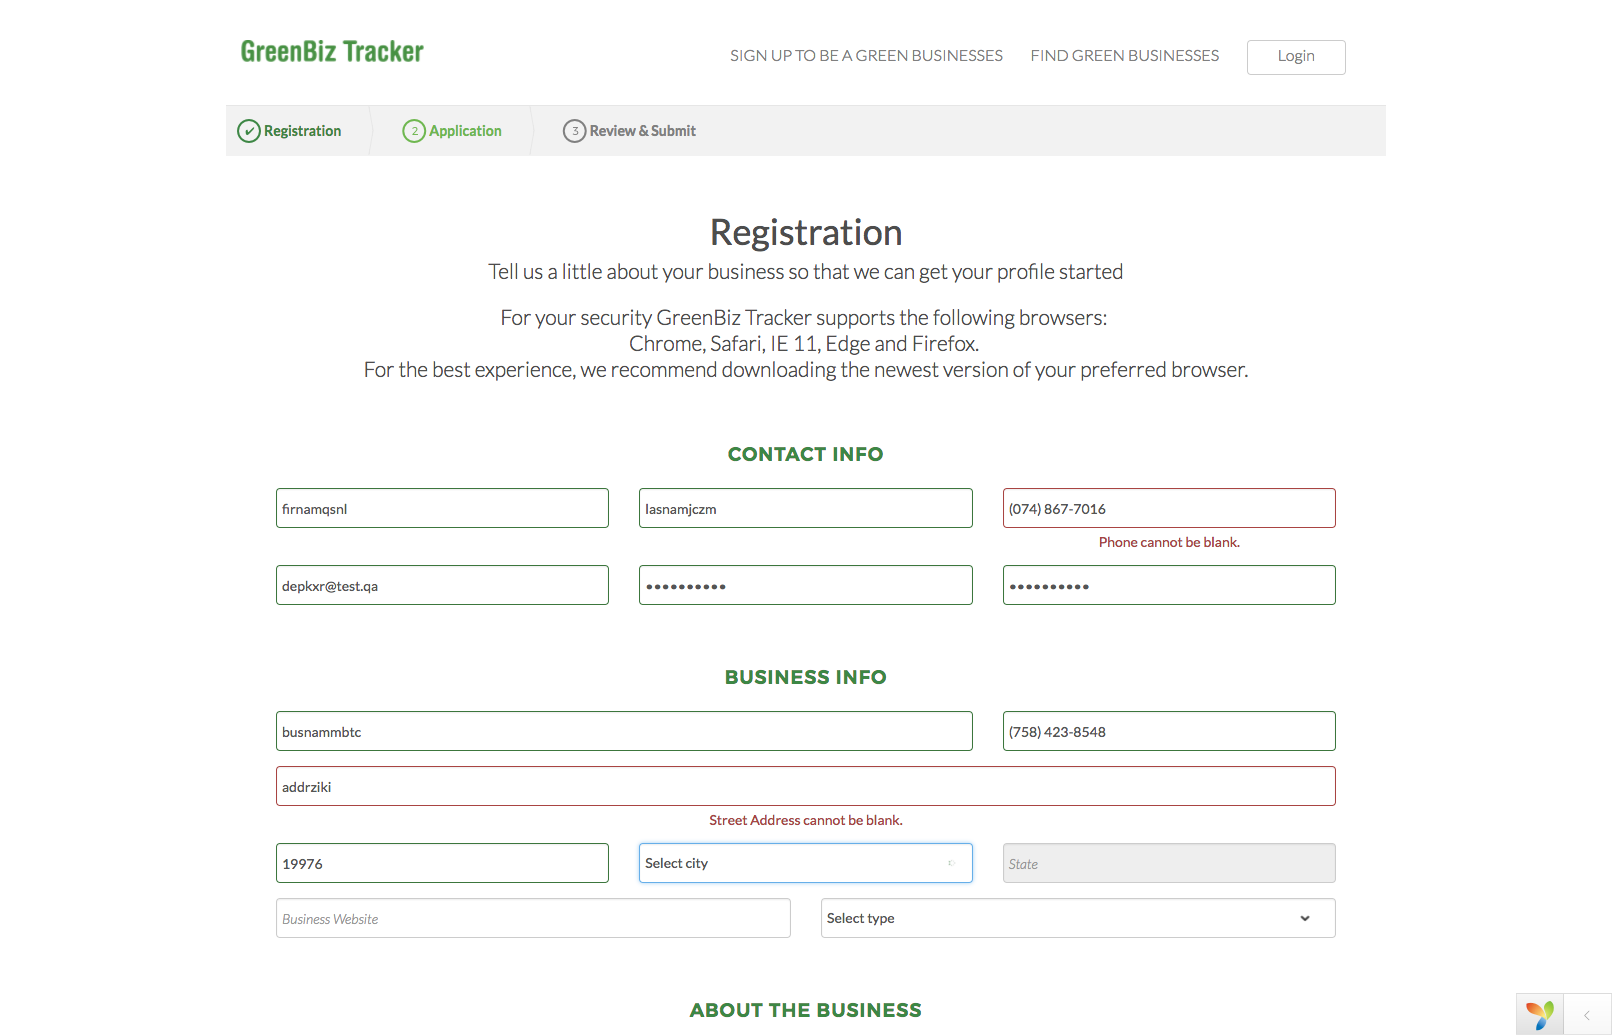 GreenBiz Tracker
SIGN UP TO BE A GREEN BUSINESSES FIND GREEN BUSINESSES Login
Registration 2 Application 3 Review & Submit
Registration
Tell us a little about your business so that we can get your profile started
For your security GreenBiz Tracker supports the following browsers:
Chrome, Safari, IE 11, Edge and Firefox.
For the best experience, we recommend downloading the newest version of your preferred browser.
CONTACT INFO
firnamqsnl lasnamjczm (074) 867-7016
Phone cannot be blank.
depkxr@test.qa •••••••••• ••••••••••
BUSINESS INFO
busnammbtc (758) 423-8548
addrziki
Street Address cannot be blank.
19976 Select city State
Business Website Select type
ABOUT THE BUSINESS